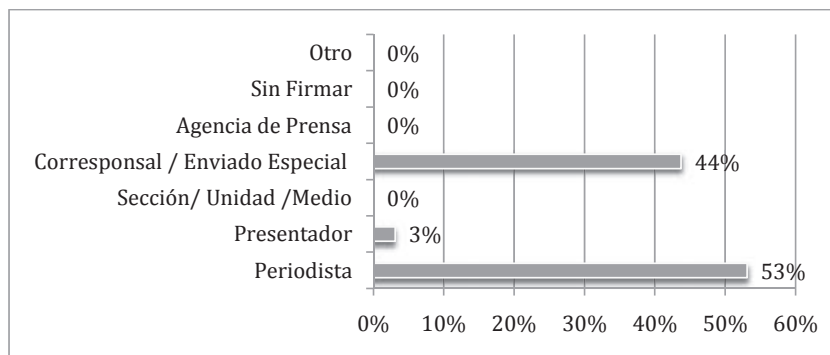 Otro 0%
Sin Firmar 0%
Agencia de Prensa 0%
Corresponsal / Enviado Especial 44%
Sección/ Unidad /Medio 0%
Presentador 3%
Periodista 53%
0% 10% 20% 30% 40% 50% 60%